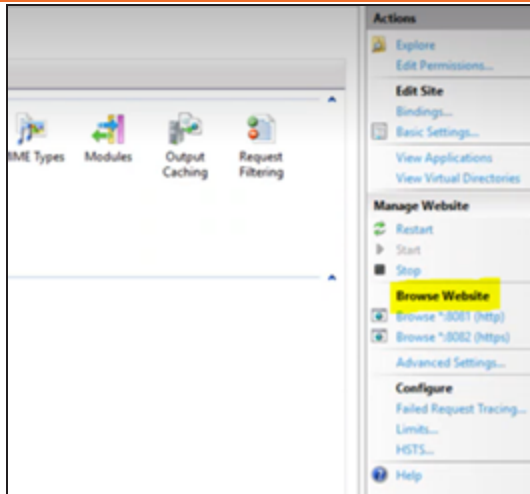 Actions
Explore
Edit Permissions...
Edit Site
Bindings...
Basic Settings...
View Applications
View Virtual Directories
Manage Website
Restart
Start
Stop
Browse Website
Browse *:8081 (http)
Browse *:8082 (https)
Advanced Settings...
Configure
Failed Request Tracing...
Limits...
HSTS...
Help
MIME Types Modules Output Request
Caching Filtering